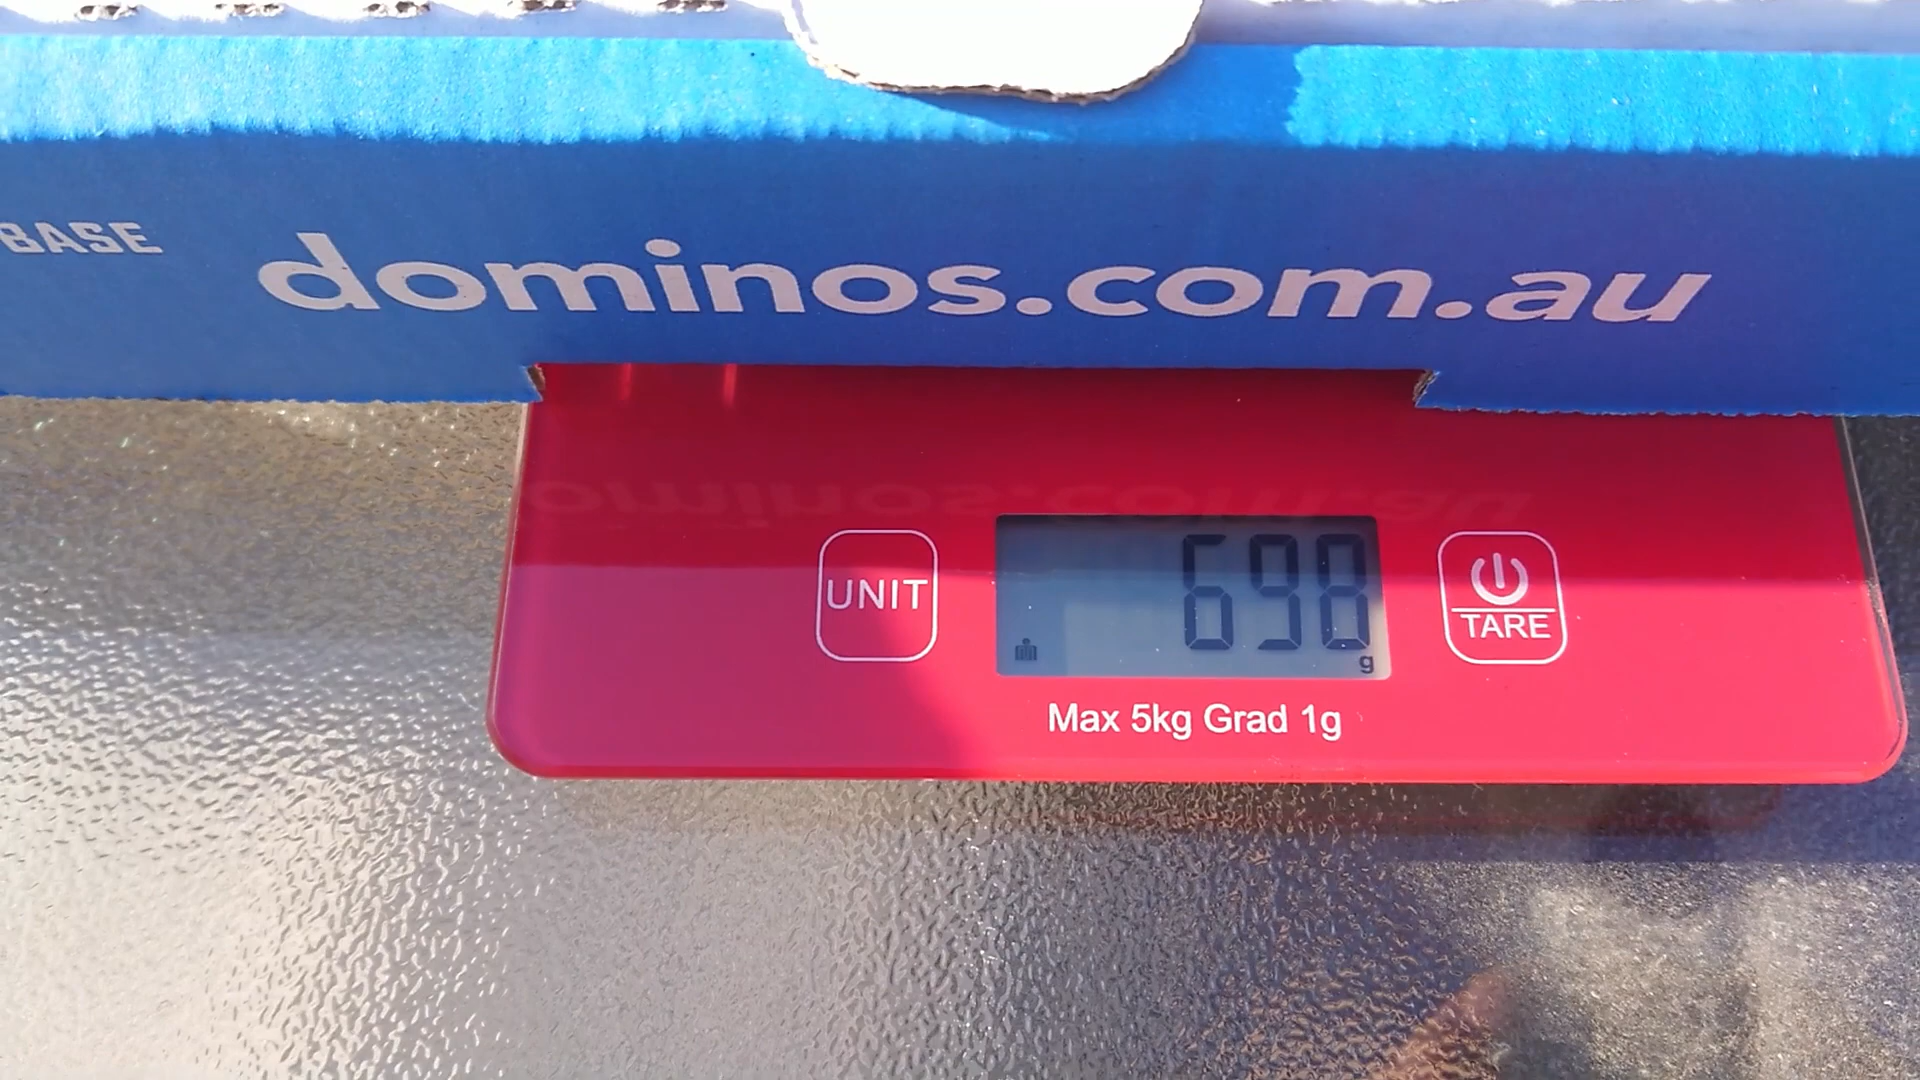 BASE
dominos.com.au
UNIT
698
g
TARE
Max 5kg Grad 1g